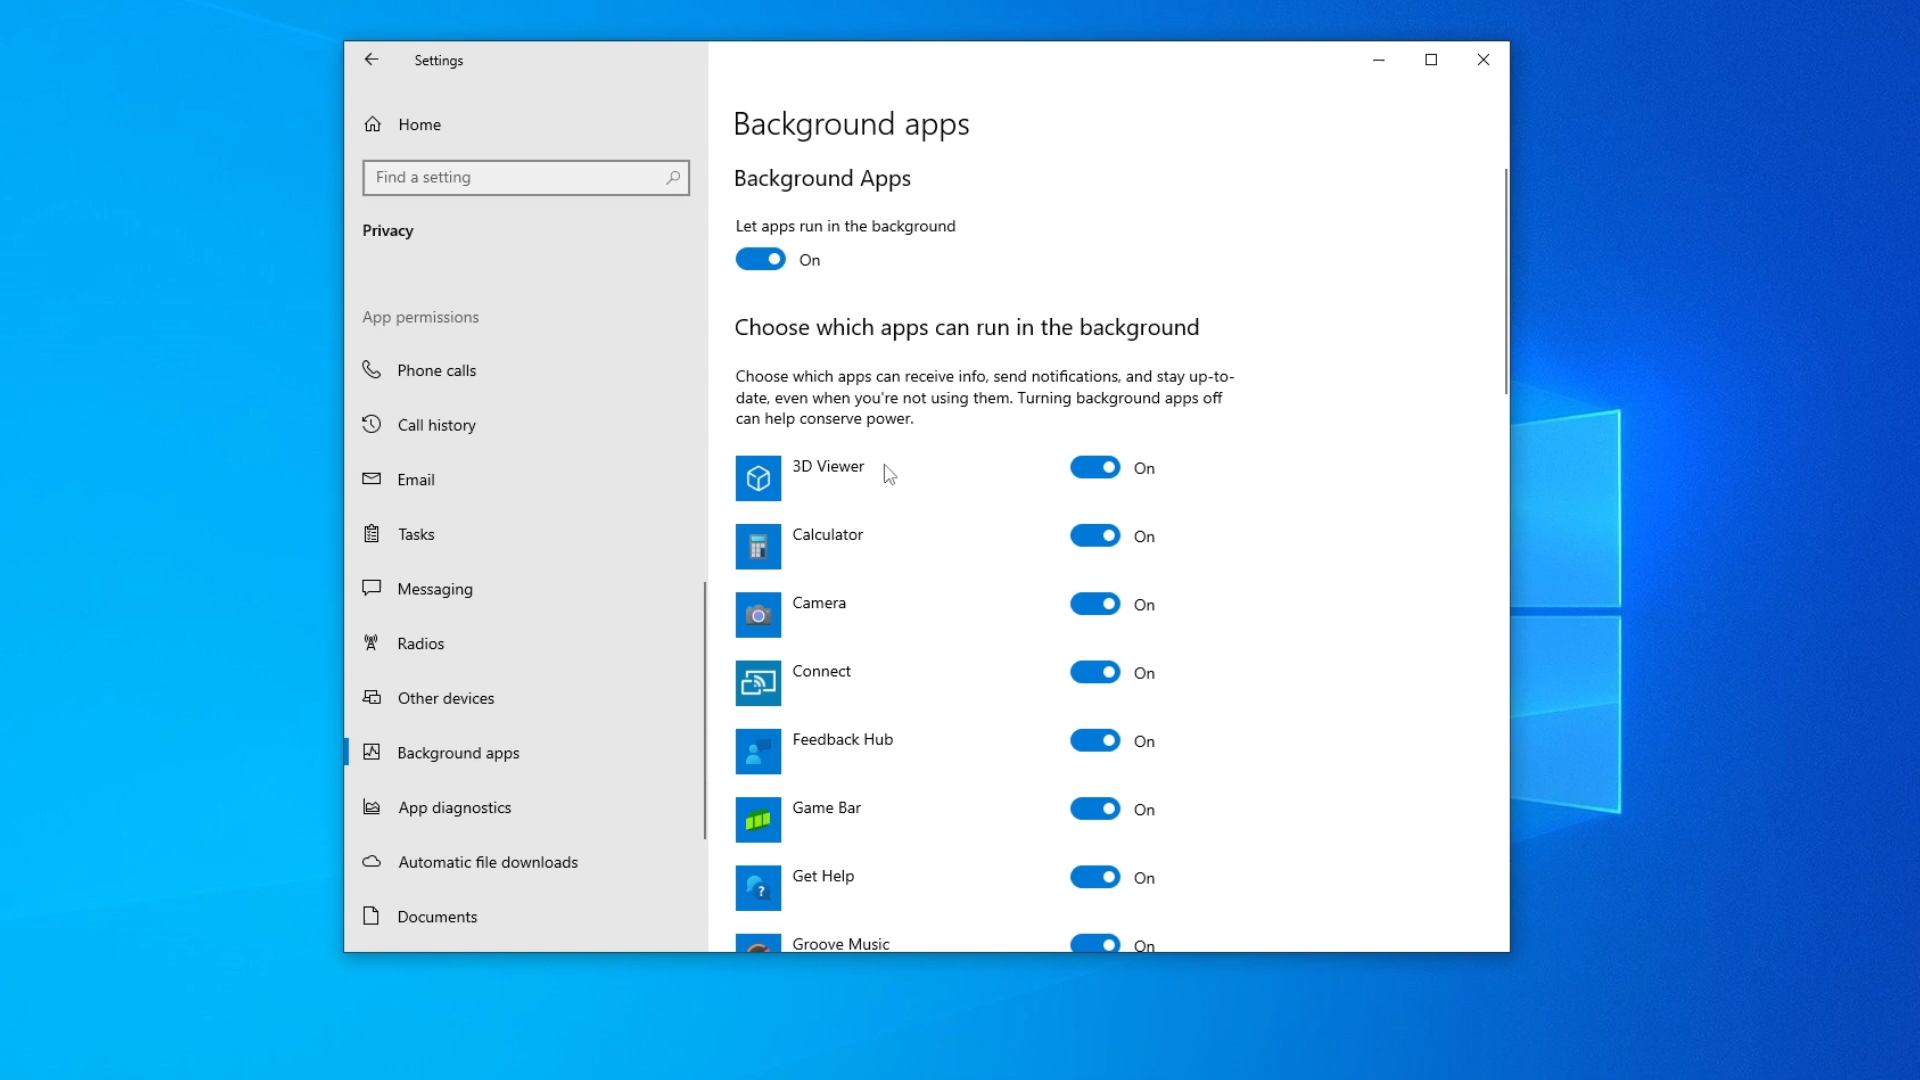 Settings
Home
Find a setting
Privacy
App permissions
Phone calls
Call history
Email
Tasks
Messaging
Radios
Other devices
Background apps
App diagnostics
Automatic file downloads
Documents
Background apps
Background Apps
Let apps run in the background
On
Choose which apps can run in the background
Choose which apps can receive info, send notifications, and stay up-to-
date, even when you're not using them. Turning background apps off
can help conserve power.
3D Viewer On
Calculator On
Camera On
Connect On
Feedback Hub On
Game Bar On
Get Help On
Groove Music On